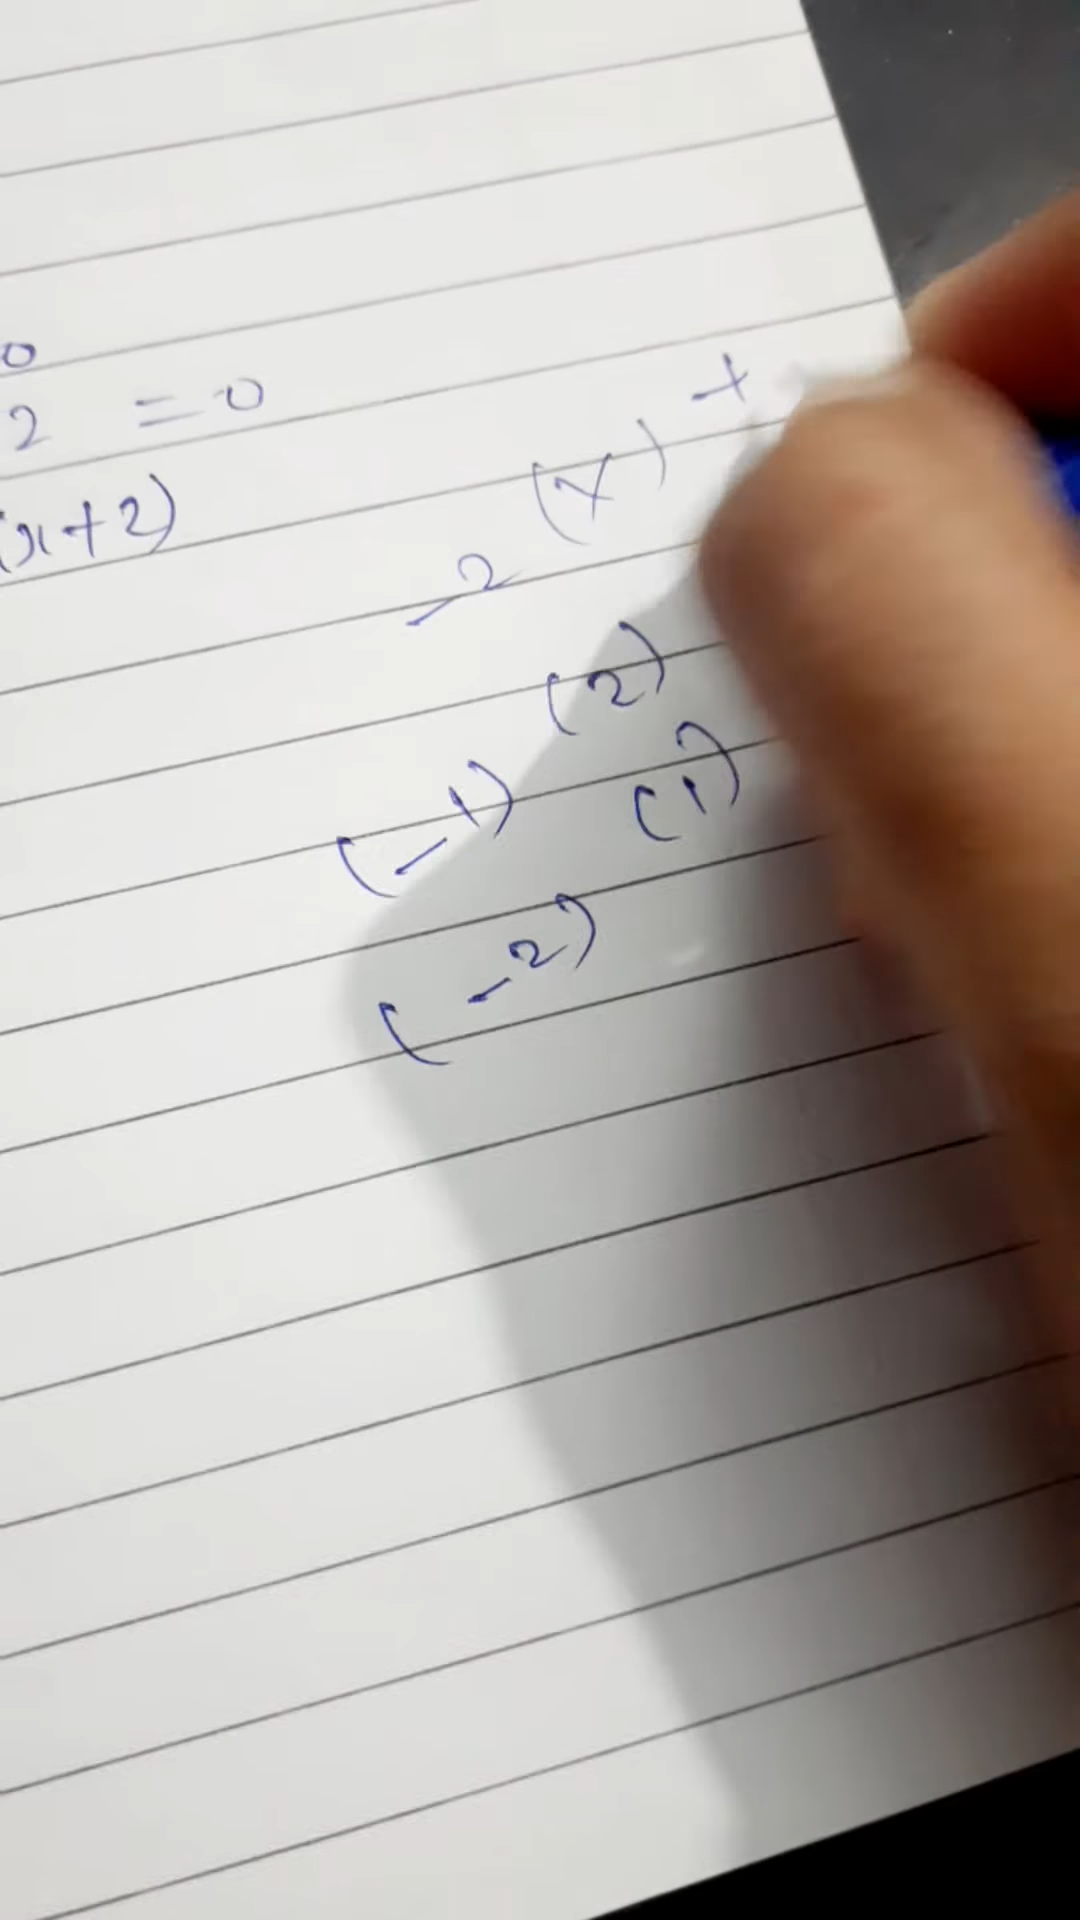 0
2 = 0
(x+2)
-2 (x) +
(2)
(-1) (1)
(-2)